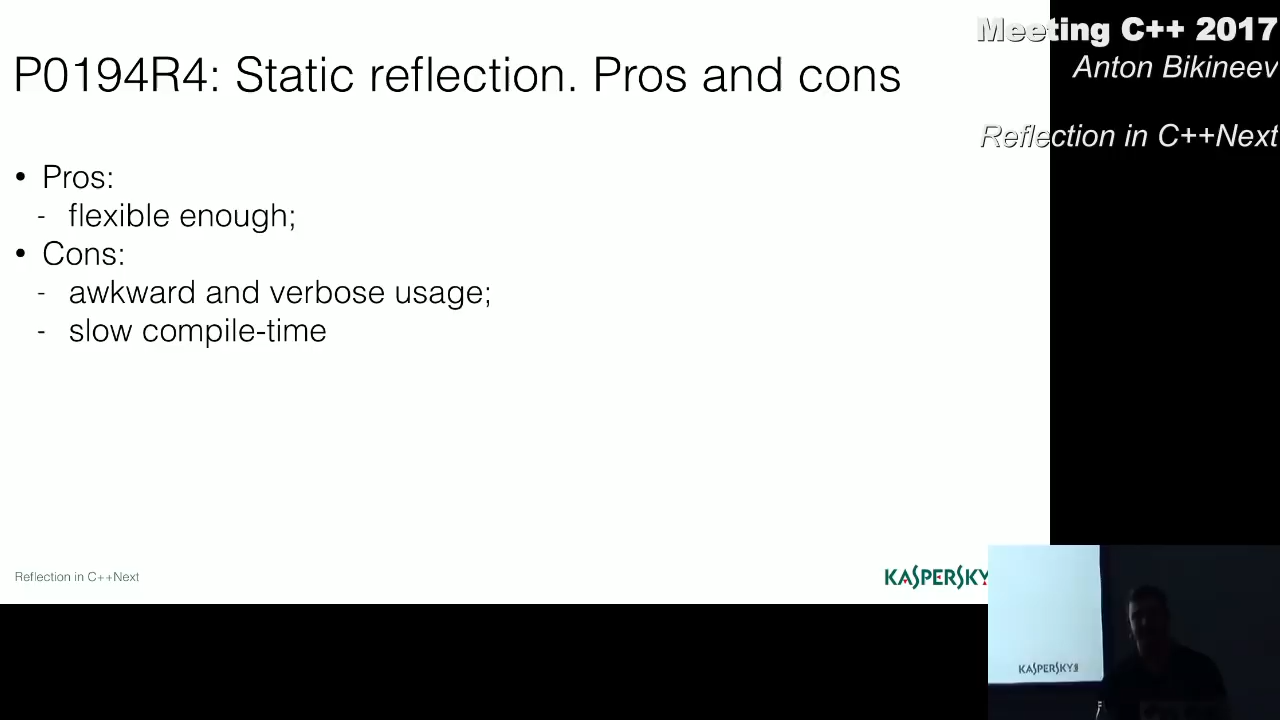 Meeting C++ 2017
Anton Bikineev
Reflection in C++Next
P0194R4: Static reflection. Pros and cons
• Pros:
- flexible enough;
• Cons:
- awkward and verbose usage;
- slow compile-time
Reflection in C++Next
KASPERSKY
KASPERSKY